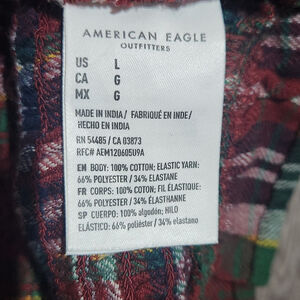 AMERICAN EAGLE
OUTFITTERS
US L
CA G
MX G
MADE IN INDIA / FABRIQUÉ EN INDE/
HECHO EN INDIA
RN 54485 / CA 03873
RFC# AEM120605U9A
EN BODY: 100% COTTON; ELASTIC YARN:
66% POLYESTER / 34% ELASTANE
FR CORPS: 100% COTON; FIL ÉLASTIQUE:
66% POLYESTER / 34% ÉLASTHANNE
SP CUERPO: 100% algodón; HILO
ELÁSTICO: 66% poliéster / 34% elastano